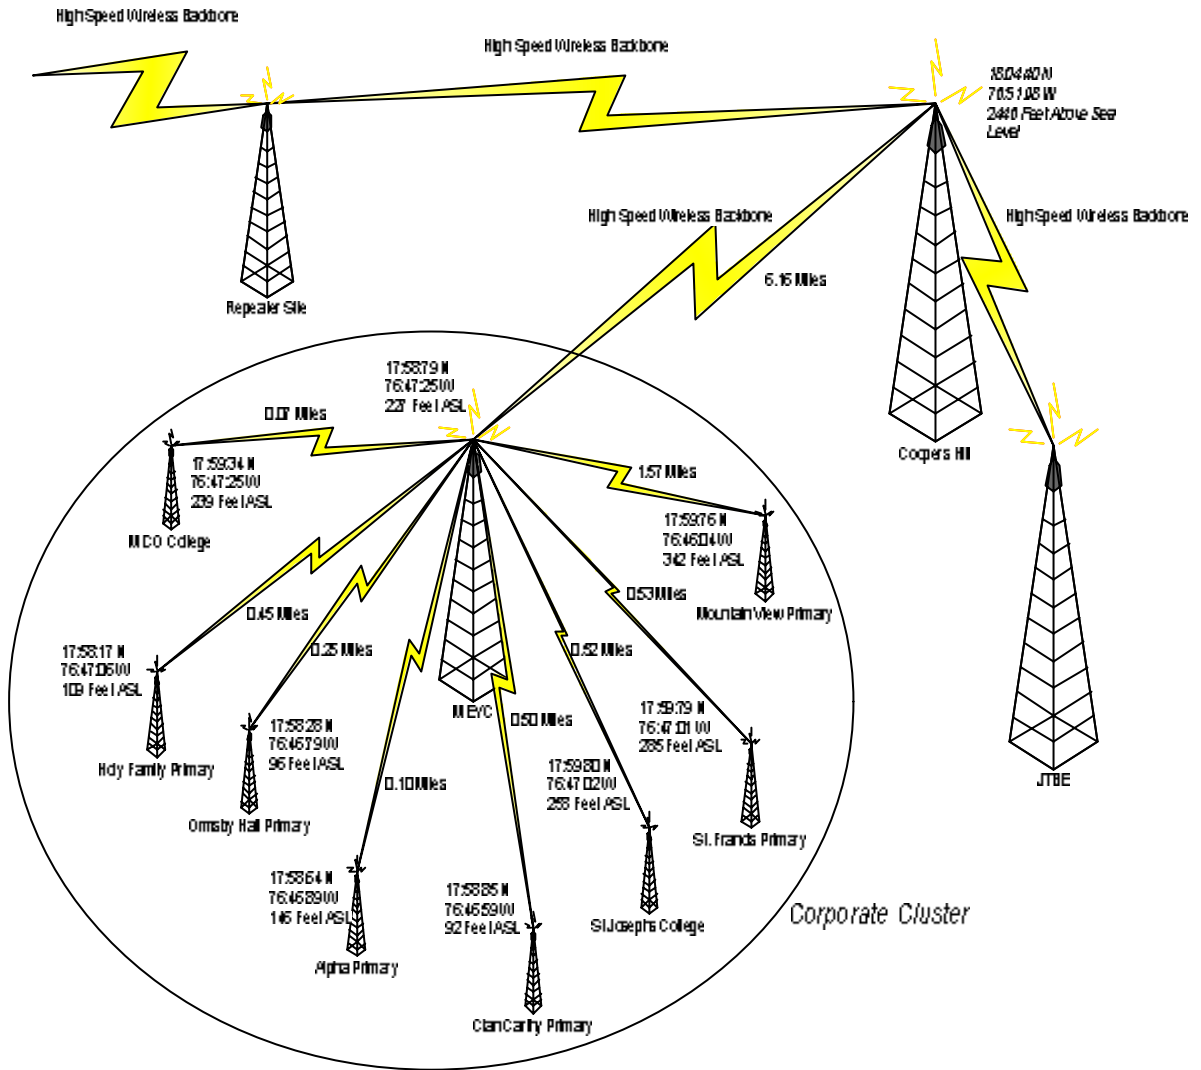 High Speed Wireless Backbone
High Speed Wireless Backbone
18:04:40 N
76:51:98 W
2440 Feet Above Sea
Level
High Speed Wireless Backbone
High Speed Wireless Backbone
6.16 Miles
Repeater Site
17:58:79 N
76:47:25 W
227 Feet ASL
Coopers Hill
0.07 Miles
17:59:34 N
76:47:25 W
239 Feet ASL
MICO College
1.57 Miles
17:59:76 N
76:46:04 W
342 Feet ASL
Mountain View Primary
0.45 Miles
0.25 Miles
0.53 Miles
0.52 Miles
17:58:17 N
76:47:06 W
109 Feet ASL
Holy Family Primary
MEYC
0.50 Miles
17:59:79 N
76:47:01 W
285 Feet ASL
17:58:28 N
76:46:79 W
96 Feet ASL
Ormsby Hall Primary
0.10 Miles
17:59:80 N
76:47:02 W
258 Feet ASL
JTBE
St. Francis Primary
17:58:64 N
76:46:89 W
146 Feet ASL
Alpha Primary
17:58:85 N
76:46:59 W
92 Feet ASL
St Joseph's College
Corporate Cluster
ClanCarthy Primary